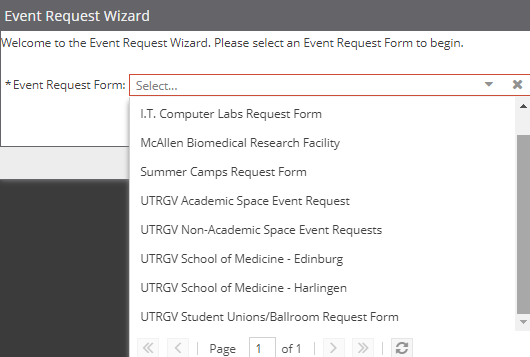 Event Request Wizard
Welcome to the Event Request Wizard. Please select an Event Request Form to begin.
*Event Request Form: Select...
I.T. Computer Labs Request Form
McAllen Biomedical Research Facility
Summer Camps Request Form
UTRGV Academic Space Event Request
UTRGV Non-Academic Space Event Requests
UTRGV School of Medicine - Edinburg
UTRGV School of Medicine - Harlingen
UTRGV Student Unions/Ballroom Request Form
Page 1 of 1